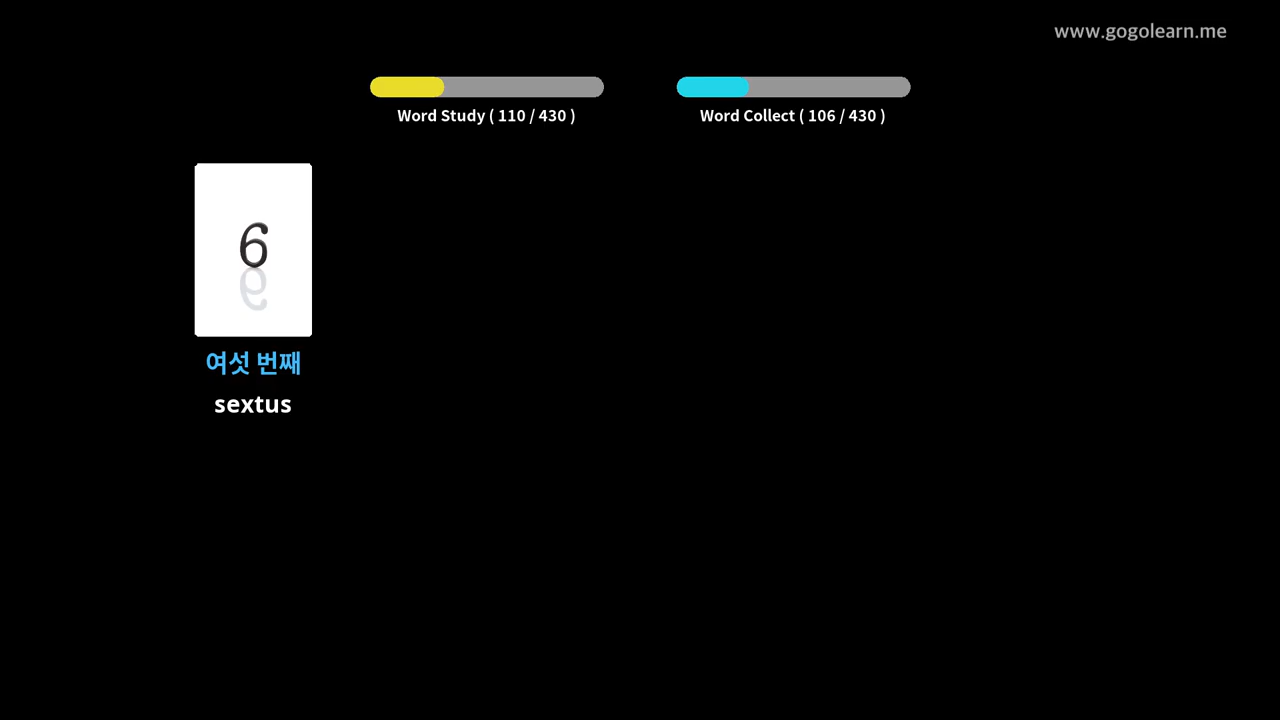 www.gogolearn.me
Word Study ( 110 / 430 )
Word Collect ( 106 / 430 )
6
여섯 번째
sextus